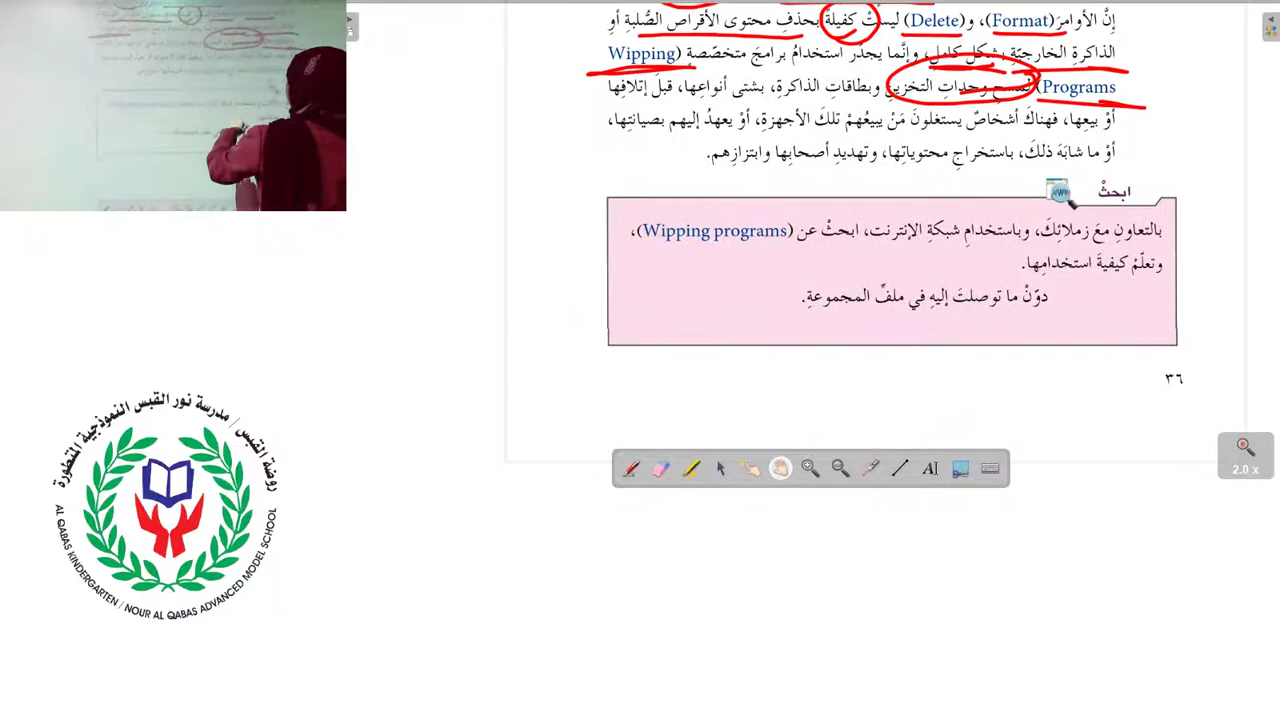 إنَّ الأوامرَ (Format)، و(Delete) ليستْ كفيلةً بحذفِ محتوى الأقراصِ الصُّلبةِ أوِ
الذاكرةِ الخارجيّةِ بشكلٍ كاملٍ، وإنَّما يجدرُ استخدامُ برامجَ متخصّصةٍ (Wipping
Programs) لمسحِ وحداتِ التخزينِ وبطاقاتِ الذاكرةِ، بشتى أنواعِها، قبلَ إتلافِها
أوْ بيعِها، فهناكَ أشخاصٌ يستغلونَ مَنْ يبيعُهمْ تلكَ الأجهزةِ، أوْ يعهدُ إليهم بصيانتِها،
أوْ ما شابَهَ ذلكَ، باستخراجِ محتوياتِها، وتهديدِ أصحابِها وابتزازِهم.
ابحثْ
بالتعاونِ معَ زملائِكَ، وباستخدامِ شبكةِ الإنترنت، ابحثْ عن (Wipping programs)،
وتعلّمْ كيفيةَ استخدامِها.
دوّنْ ما توصلتَ إليهِ في ملفِّ المجموعةِ.
٣٦
روضة القبس / مدرسة نور القبس النموذجية المتطورة
AL QABAS KINDERGARTEN / NOUR AL QABAS ADVANCED MODEL SCHOOL
AI
2.0 x